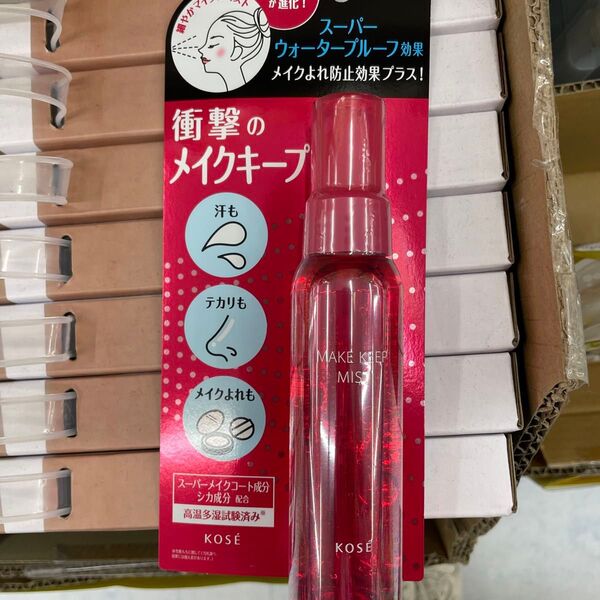 が進化!
スーパー
ウォータープルーフ効果
メイクよれ防止効果プラス!
衝撃の
メイクキープ
汗も
テカリも
メイクよれも
MAKE KEEP
MIST
スーパーメイクコート成分
シカ成分 配合
高温多湿試験済み※
KOSÉ
KOSÉ